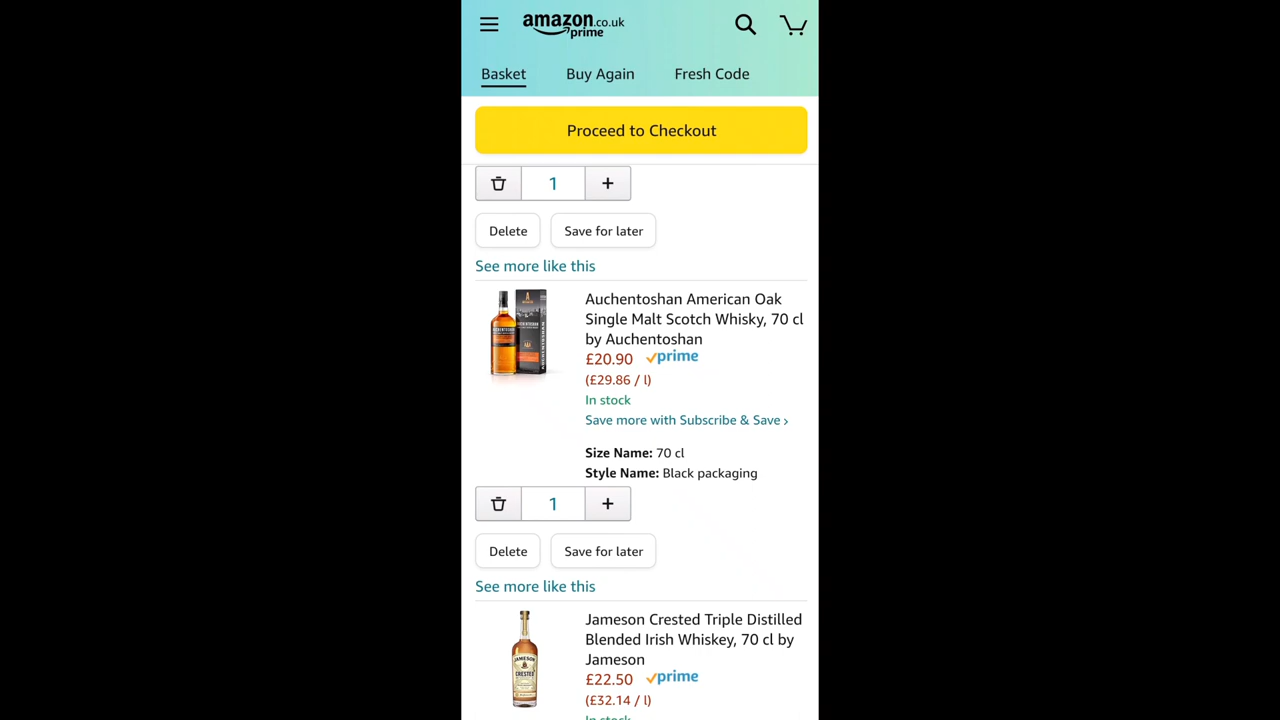 amazon.co.uk
prime
Basket Buy Again Fresh Code
Proceed to Checkout
1 +
Delete Save for later
See more like this
Auchentoshan American Oak
Single Malt Scotch Whisky, 70 cl
by Auchentoshan
£20.90 prime
(£29.86 / l)
In stock
Save more with Subscribe & Save ›
Size Name: 70 cl
Style Name: Black packaging
1 +
Delete Save for later
See more like this
Jameson Crested Triple Distilled
Blended Irish Whiskey, 70 cl by
Jameson
JAMESON
CRESTED
£22.50 prime
(£32.14 / l)
In stock